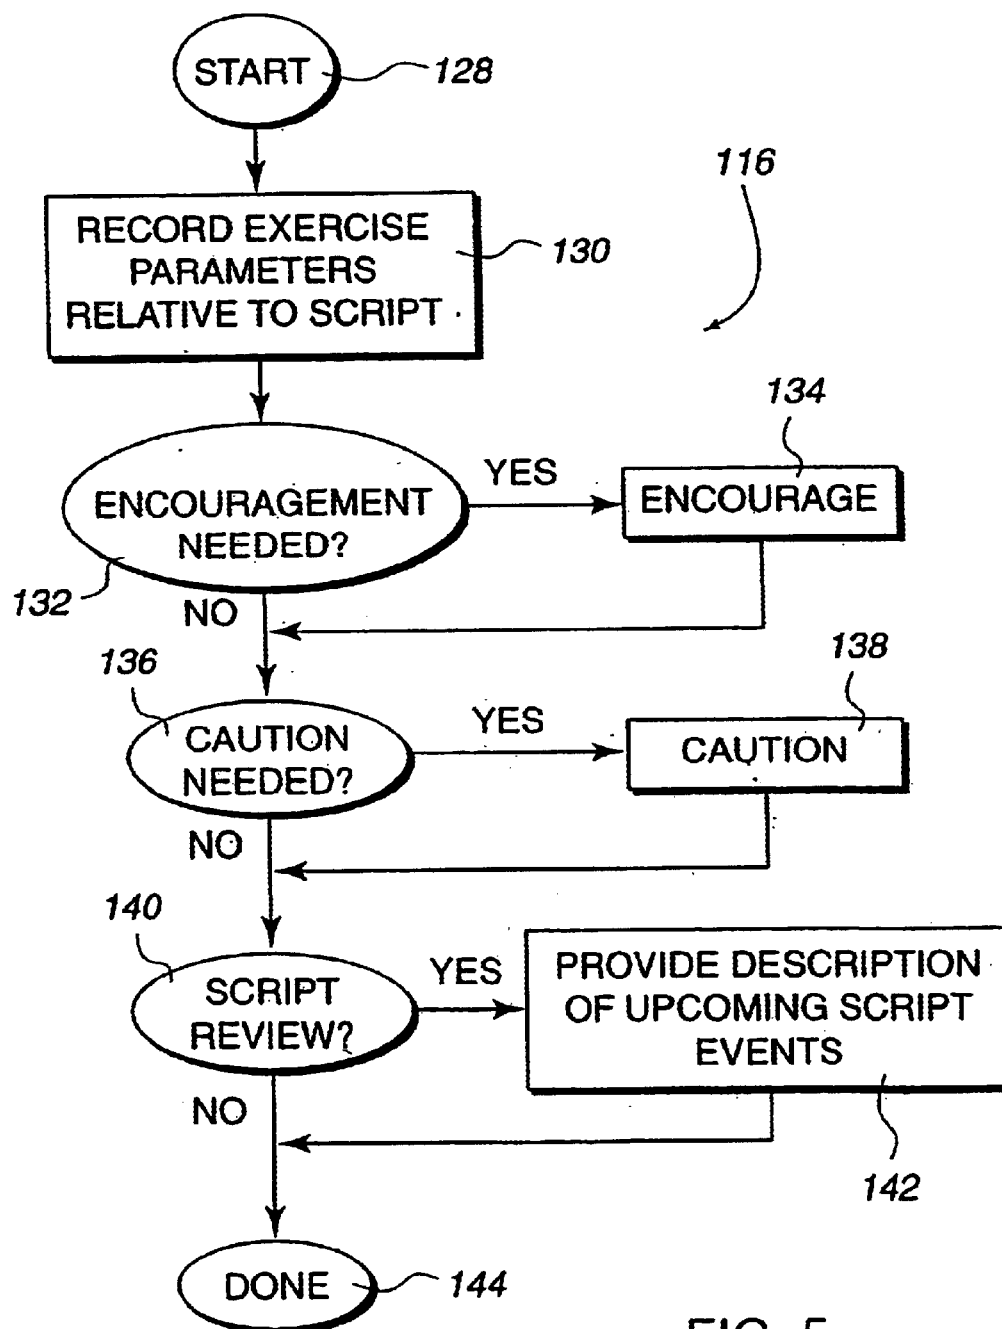 START
128
116
RECORD EXERCISE
PARAMETERS
RELATIVE TO SCRIPT
130
134
ENCOURAGEMENT
NEEDED?
YES
ENCOURAGE
132
NO
136
138
CAUTION
NEEDED?
YES
CAUTION
NO
140
SCRIPT
REVIEW?
YES
PROVIDE DESCRIPTION
OF UPCOMING SCRIPT
EVENTS
NO
142
DONE
144